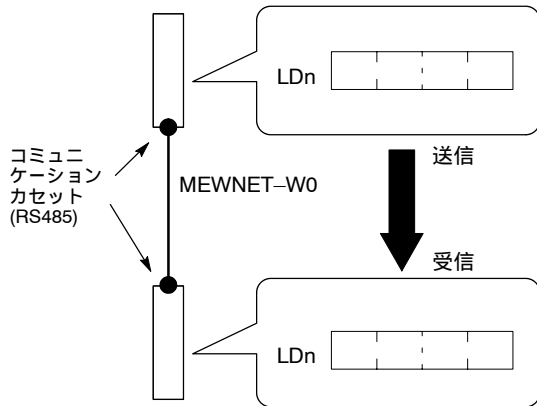 LDn
送信
コミュニ
ケーション
カセット
(RS485)
MEWNET–W0
受信
LDn